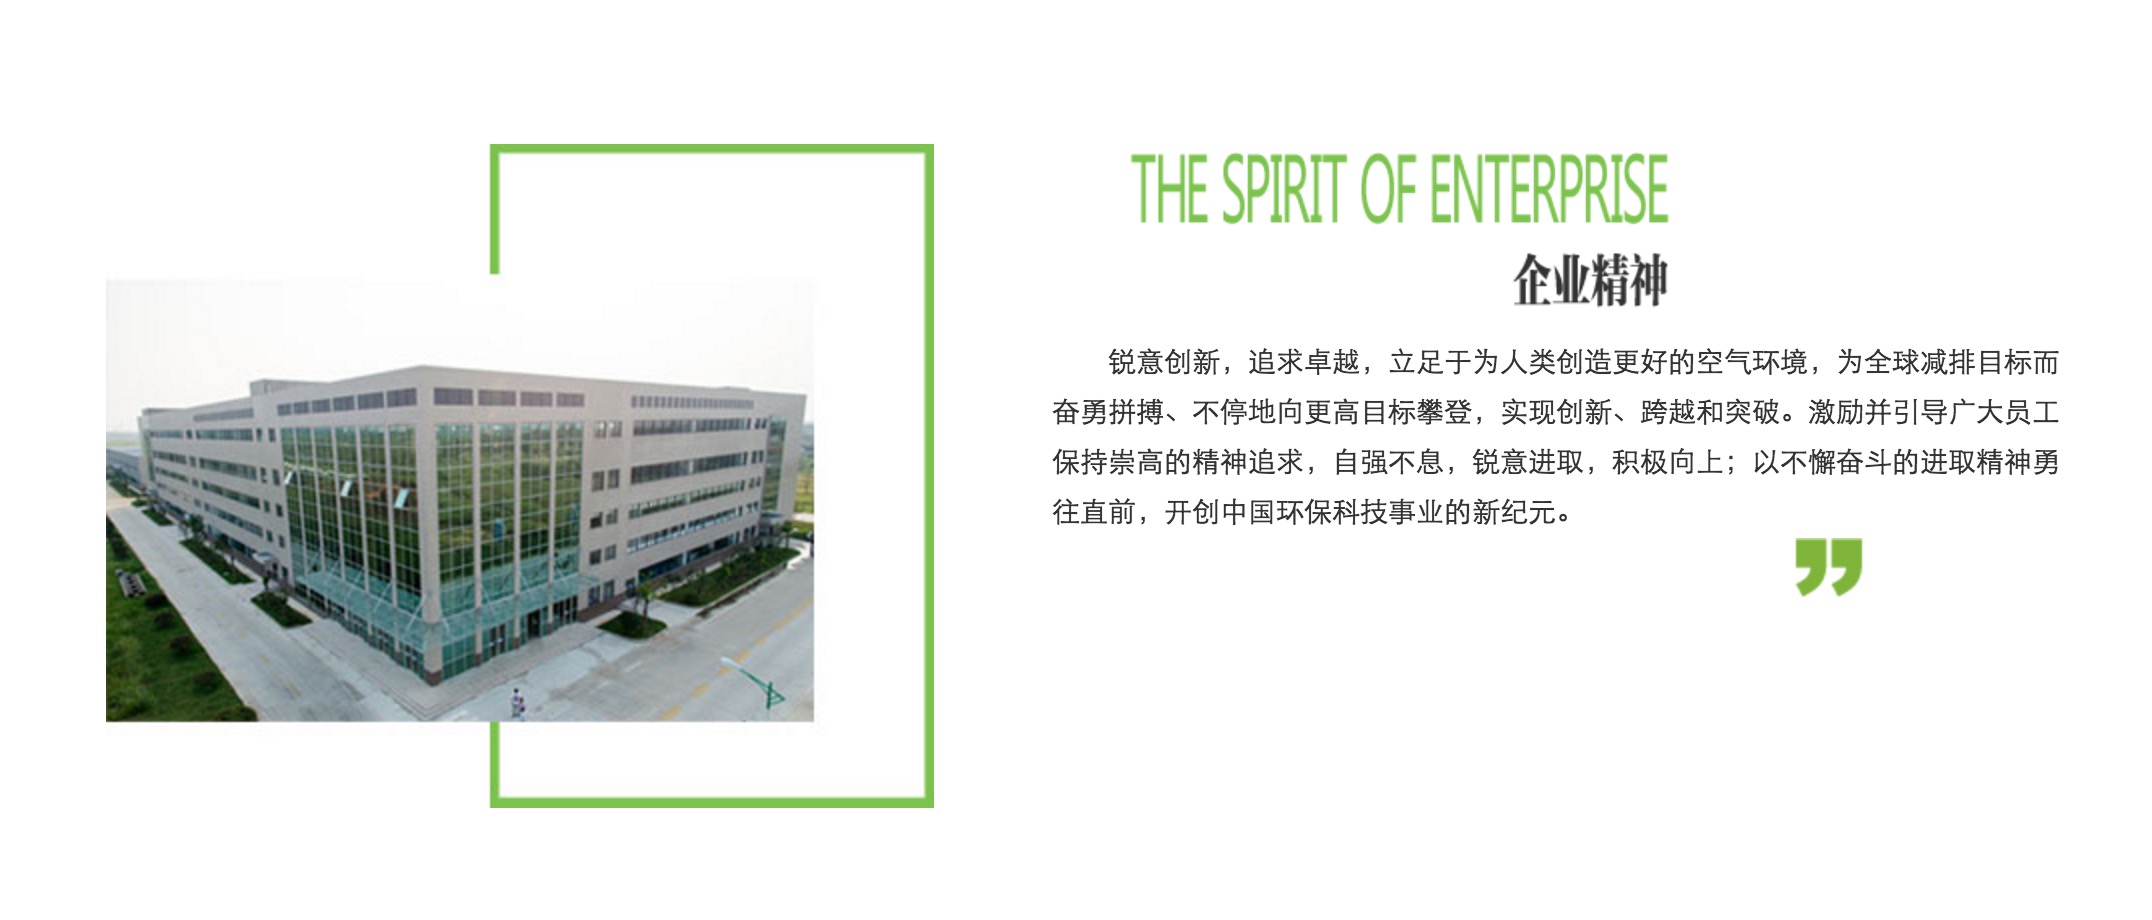 THE SPIRIT OF ENTERPRISE
企业精神
锐意创新，追求卓越，立足于为人类创造更好的空气环境，为全球减排目标而
奋勇拼搏、不停地向更高目标攀登，实现创新、跨越和突破。激励并引导广大员工
保持崇高的精神追求，自强不息，锐意进取，积极向上；以不懈奋斗的进取精神勇
往直前，开创中国环保科技事业的新纪元。
”